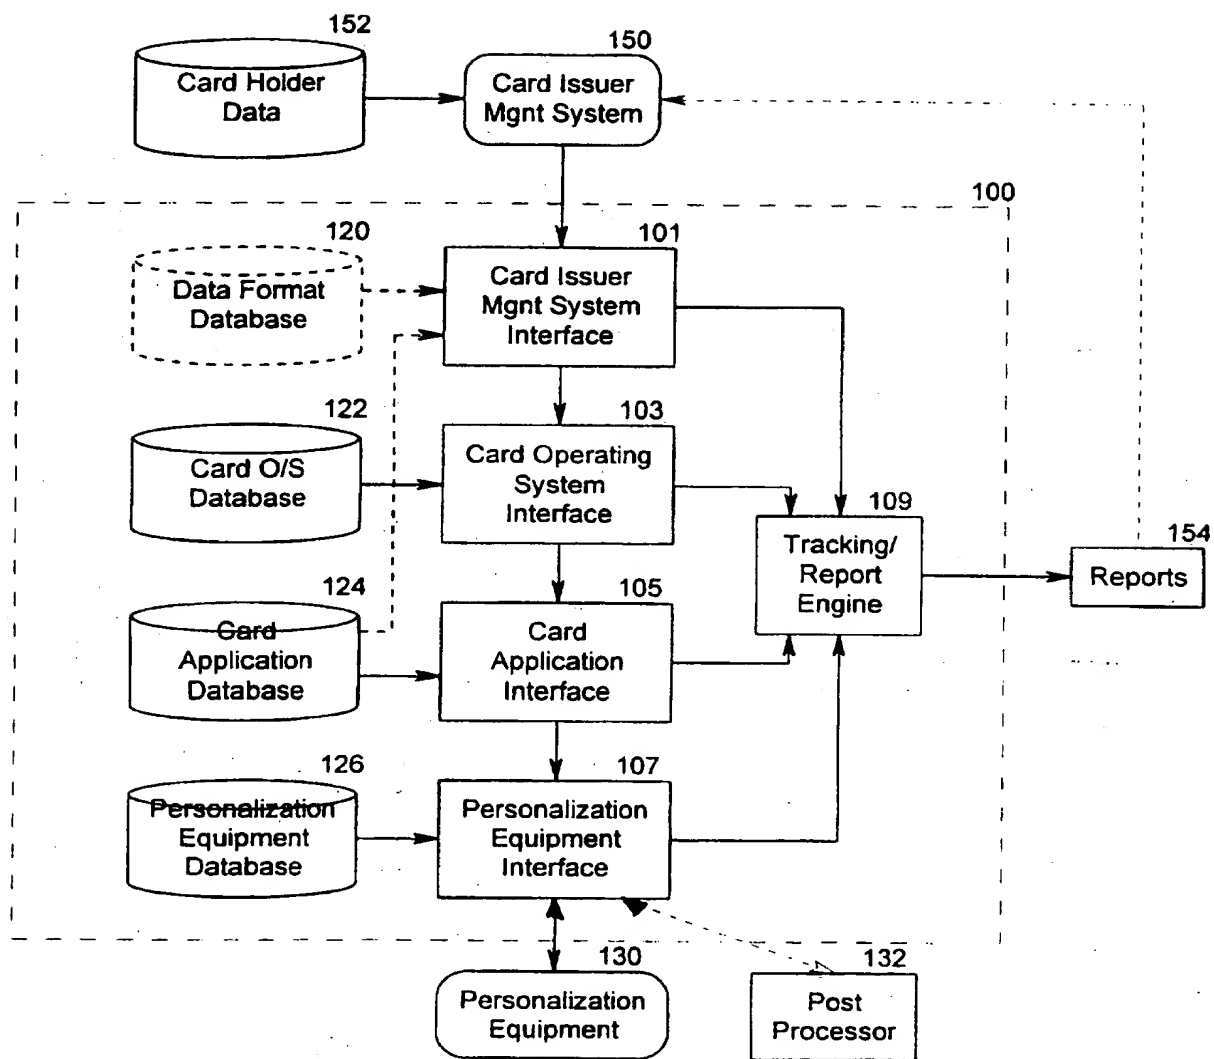 152
Card Holder
Data
150
Card Issuer
Mgnt System
100
120
Data Format
Database
101
Card Issuer
Mgnt System
Interface
122
Card O/S
Database
103
Card Operating
System
Interface
109
Tracking/
Report
Engine
154
Reports
124
Card
Application
Database
105
Card
Application
Interface
126
Personalization
Equipment
Database
107
Personalization
Equipment
Interface
130
Personalization
Equipment
132
Post
Processor